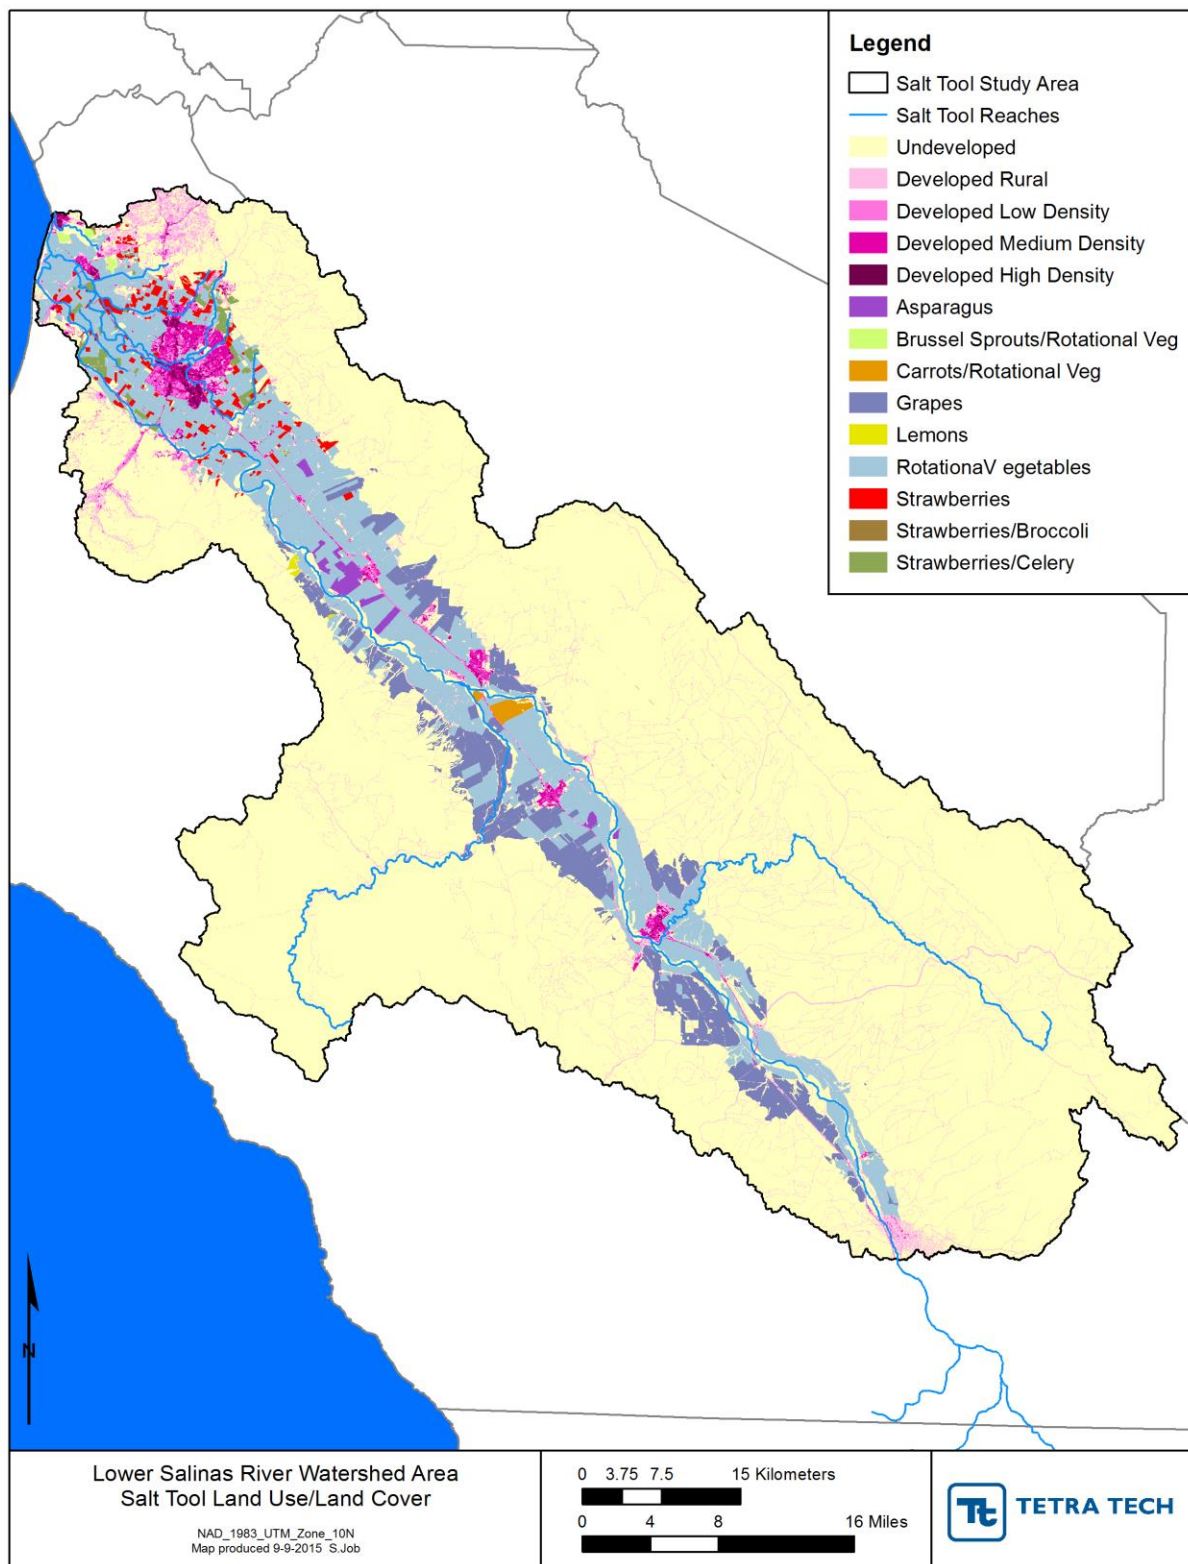 Legend
Salt Tool Study Area
Salt Tool Reaches
Undeveloped
Developed Rural
Developed Low Density
Developed Medium Density
Developed High Density
Asparagus
Brussel Sprouts/Rotational Veg
Carrots/Rotational Veg
Grapes
Lemons
RotationaV egetables
Strawberries
Strawberries/Broccoli
Strawberries/Celery
N
Lower Salinas River Watershed Area
Salt Tool Land Use/Land Cover
NAD_1983_UTM_Zone_10N
Map produced 9-9-2015 S.Job
0 3.75 7.5 15 Kilometers
0 4 8 16 Miles
Tt TETRA TECH